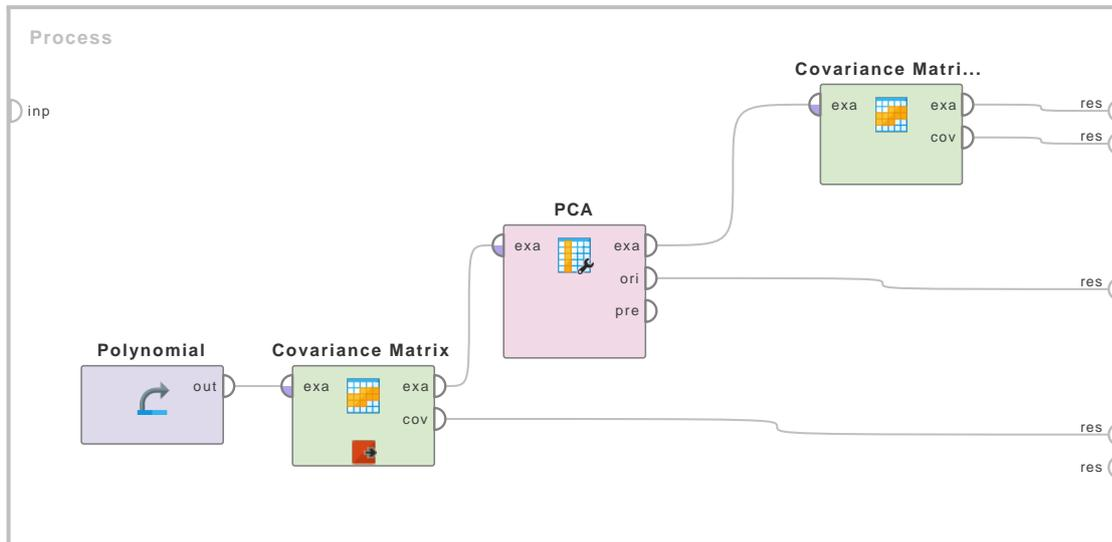 Process
Covariance Matri...
inp
exa exa res
cov res
PCA
exa exa
ori res
pre
Polynomial Covariance Matrix
out exa exa
cov res
res